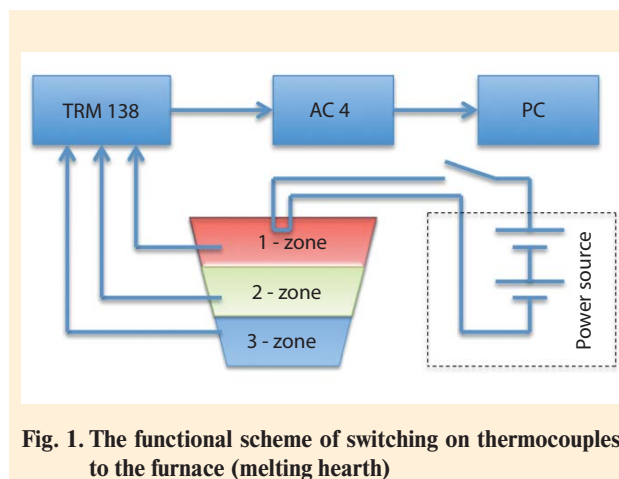 TRM 138
AC 4
PC
1 - zone
2 - zone
3 - zone
Power source
Fig. 1. The functional scheme of switching on thermocouples
to the furnace (melting hearth)